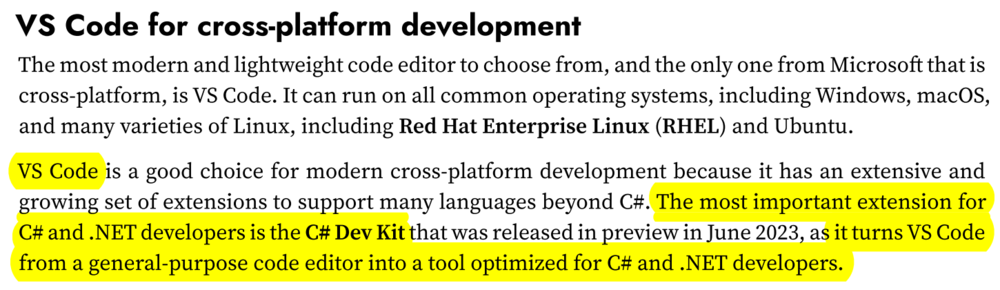 VS Code for cross-platform development
The most modern and lightweight code editor to choose from, and the only one from Microsoft that is
cross-platform, is VS Code. It can run on all common operating systems, including Windows, macOS,
and many varieties of Linux, including Red Hat Enterprise Linux (RHEL) and Ubuntu.
VS Code is a good choice for modern cross-platform development because it has an extensive and
growing set of extensions to support many languages beyond C#. The most important extension for
C# and .NET developers is the C# Dev Kit that was released in preview in June 2023, as it turns VS Code
from a general-purpose code editor into a tool optimized for C# and .NET developers.